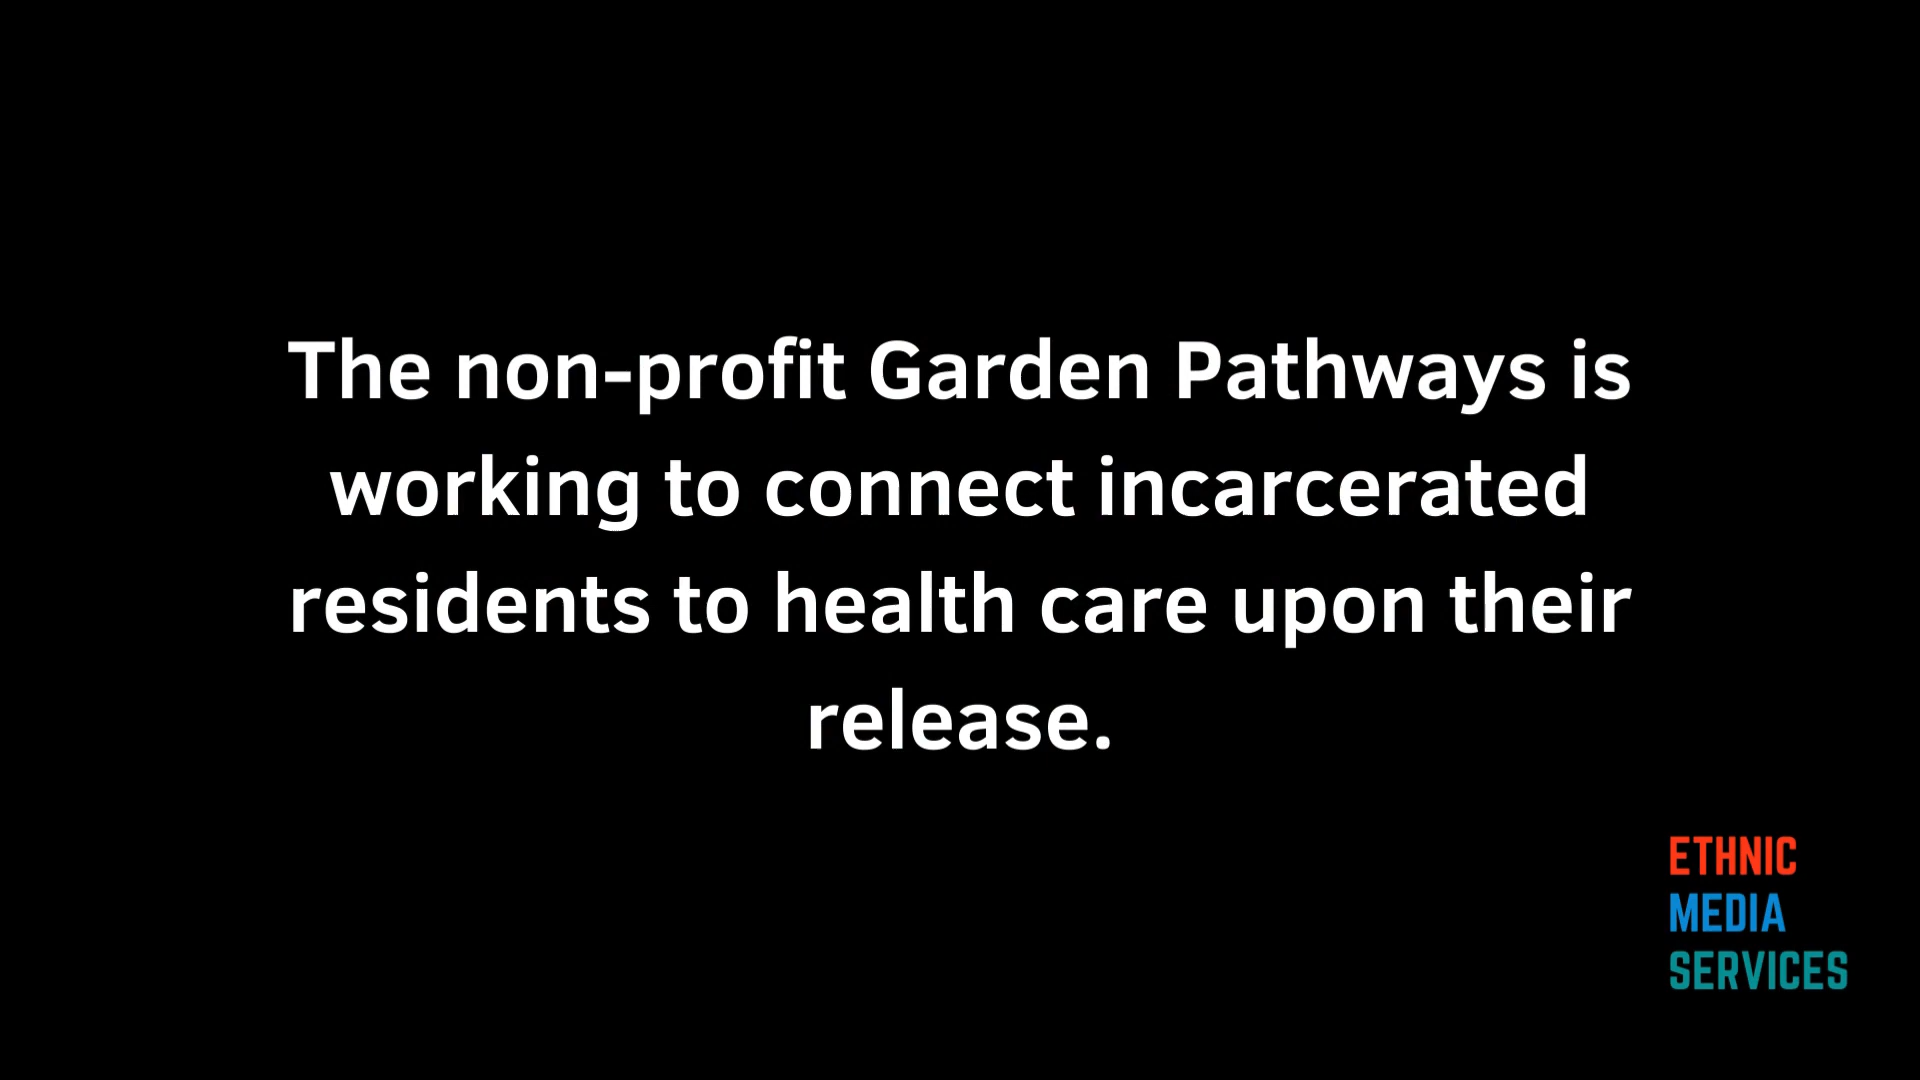 The non-profit Garden Pathways is
working to connect incarcerated
residents to health care upon their
release.
ETHNIC
MEDIA
SERVICES